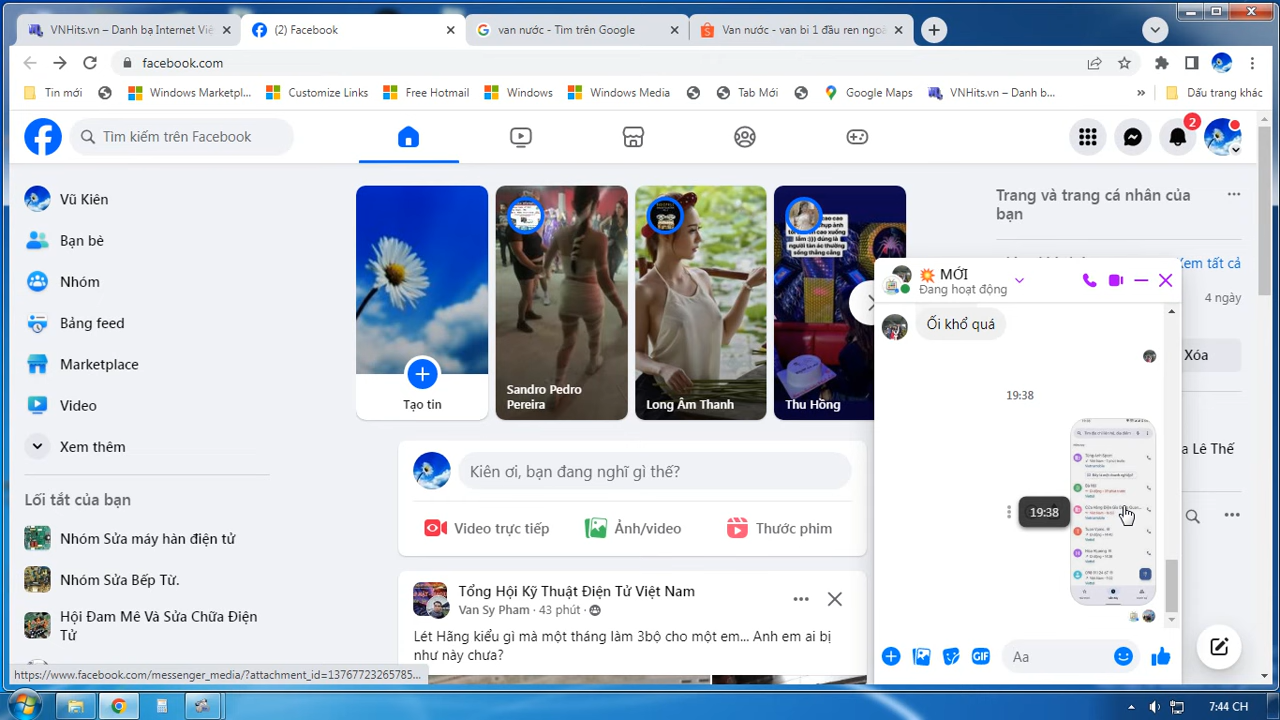 VNHits.vn – Danh bạ Internet Việ
(2) Facebook
van nước - Tìm trên Google
Van nước - van bi 1 đầu ren ngoà
facebook.com
Tin mới
Windows Marketpl...
Customize Links
Free Hotmail
Windows
Windows Media
Tab Mới
Google Maps
VNHits.vn – Danh b...
»
Dấu trang khác
Tìm kiếm trên Facebook
2
Vũ Kiên
Bạn bè
Nhóm
Bảng feed
Marketplace
Video
Xem thêm
Lối tắt của bạn
Nhóm Sửa máy hàn điện tử
Nhóm Sửa Bếp Từ.
Hội Đam Mê Và Sửa Chữa Điện
Tử
Tạo tin
Sandro Pedro
Pereira
Long Âm Thanh
Thu Hồng
Kiên ơi, bạn đang nghĩ gì thế?
Video trực tiếp
Ảnh/video
Thước phim
Tổng Hội Kỹ Thuật Điện Tử Việt Nam
Van Sy Pham · 43 phút ·
Lét Hãng kiểu gì mà một tháng làm 3bộ cho một em... Anh em ai bị
như này chưa?
Trang và trang cá nhân của
bạn
Xem tất cả
4 ngày
Xóa
a Lê Thế
MỚI
Đang hoạt động
Ối khổ quá
19:38
19:38
GIF
Aa
https://www.facebook.com/messenger_media/?attachment_id=13767723265785...
7:44 CH